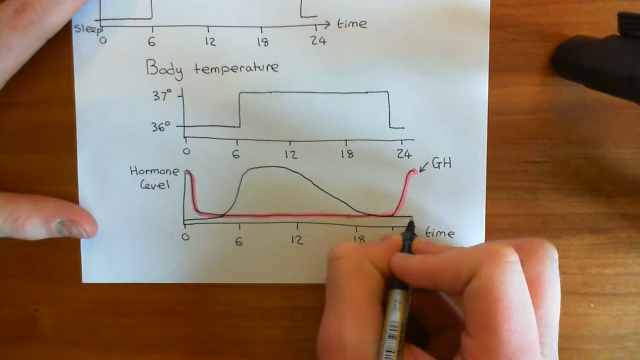 sleep
0 6 12 18 24 time
Body temperature
37°
36°
0 6 12 18 24
Hormone level GH
0 6 12 18 time